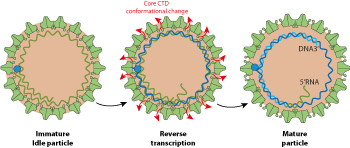 Core CTD
conformational change
DNA3'
5'RNA
Immature
Idle particle
Reverse
transcription
Mature
particle